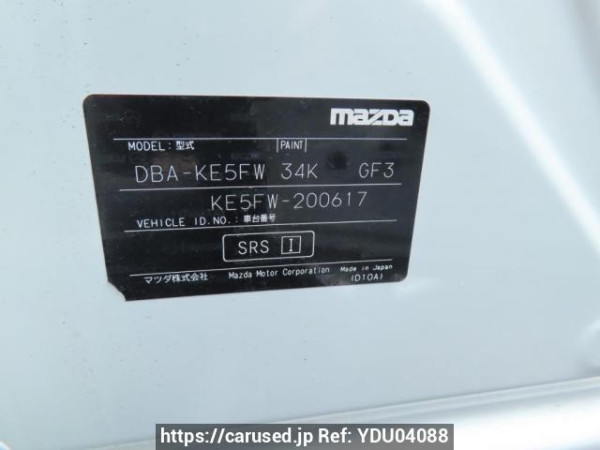 mazda
MODEL: 型式 PAINT
DBA-KE5FW 34K GF3
KE5FW-200617
VEHICLE ID.NO.: 車台番号
SRS I
マツダ株式会社 Mazda Motor Corporation Made in Japan
(D10A)
https://carused.jp Ref: YDU04088